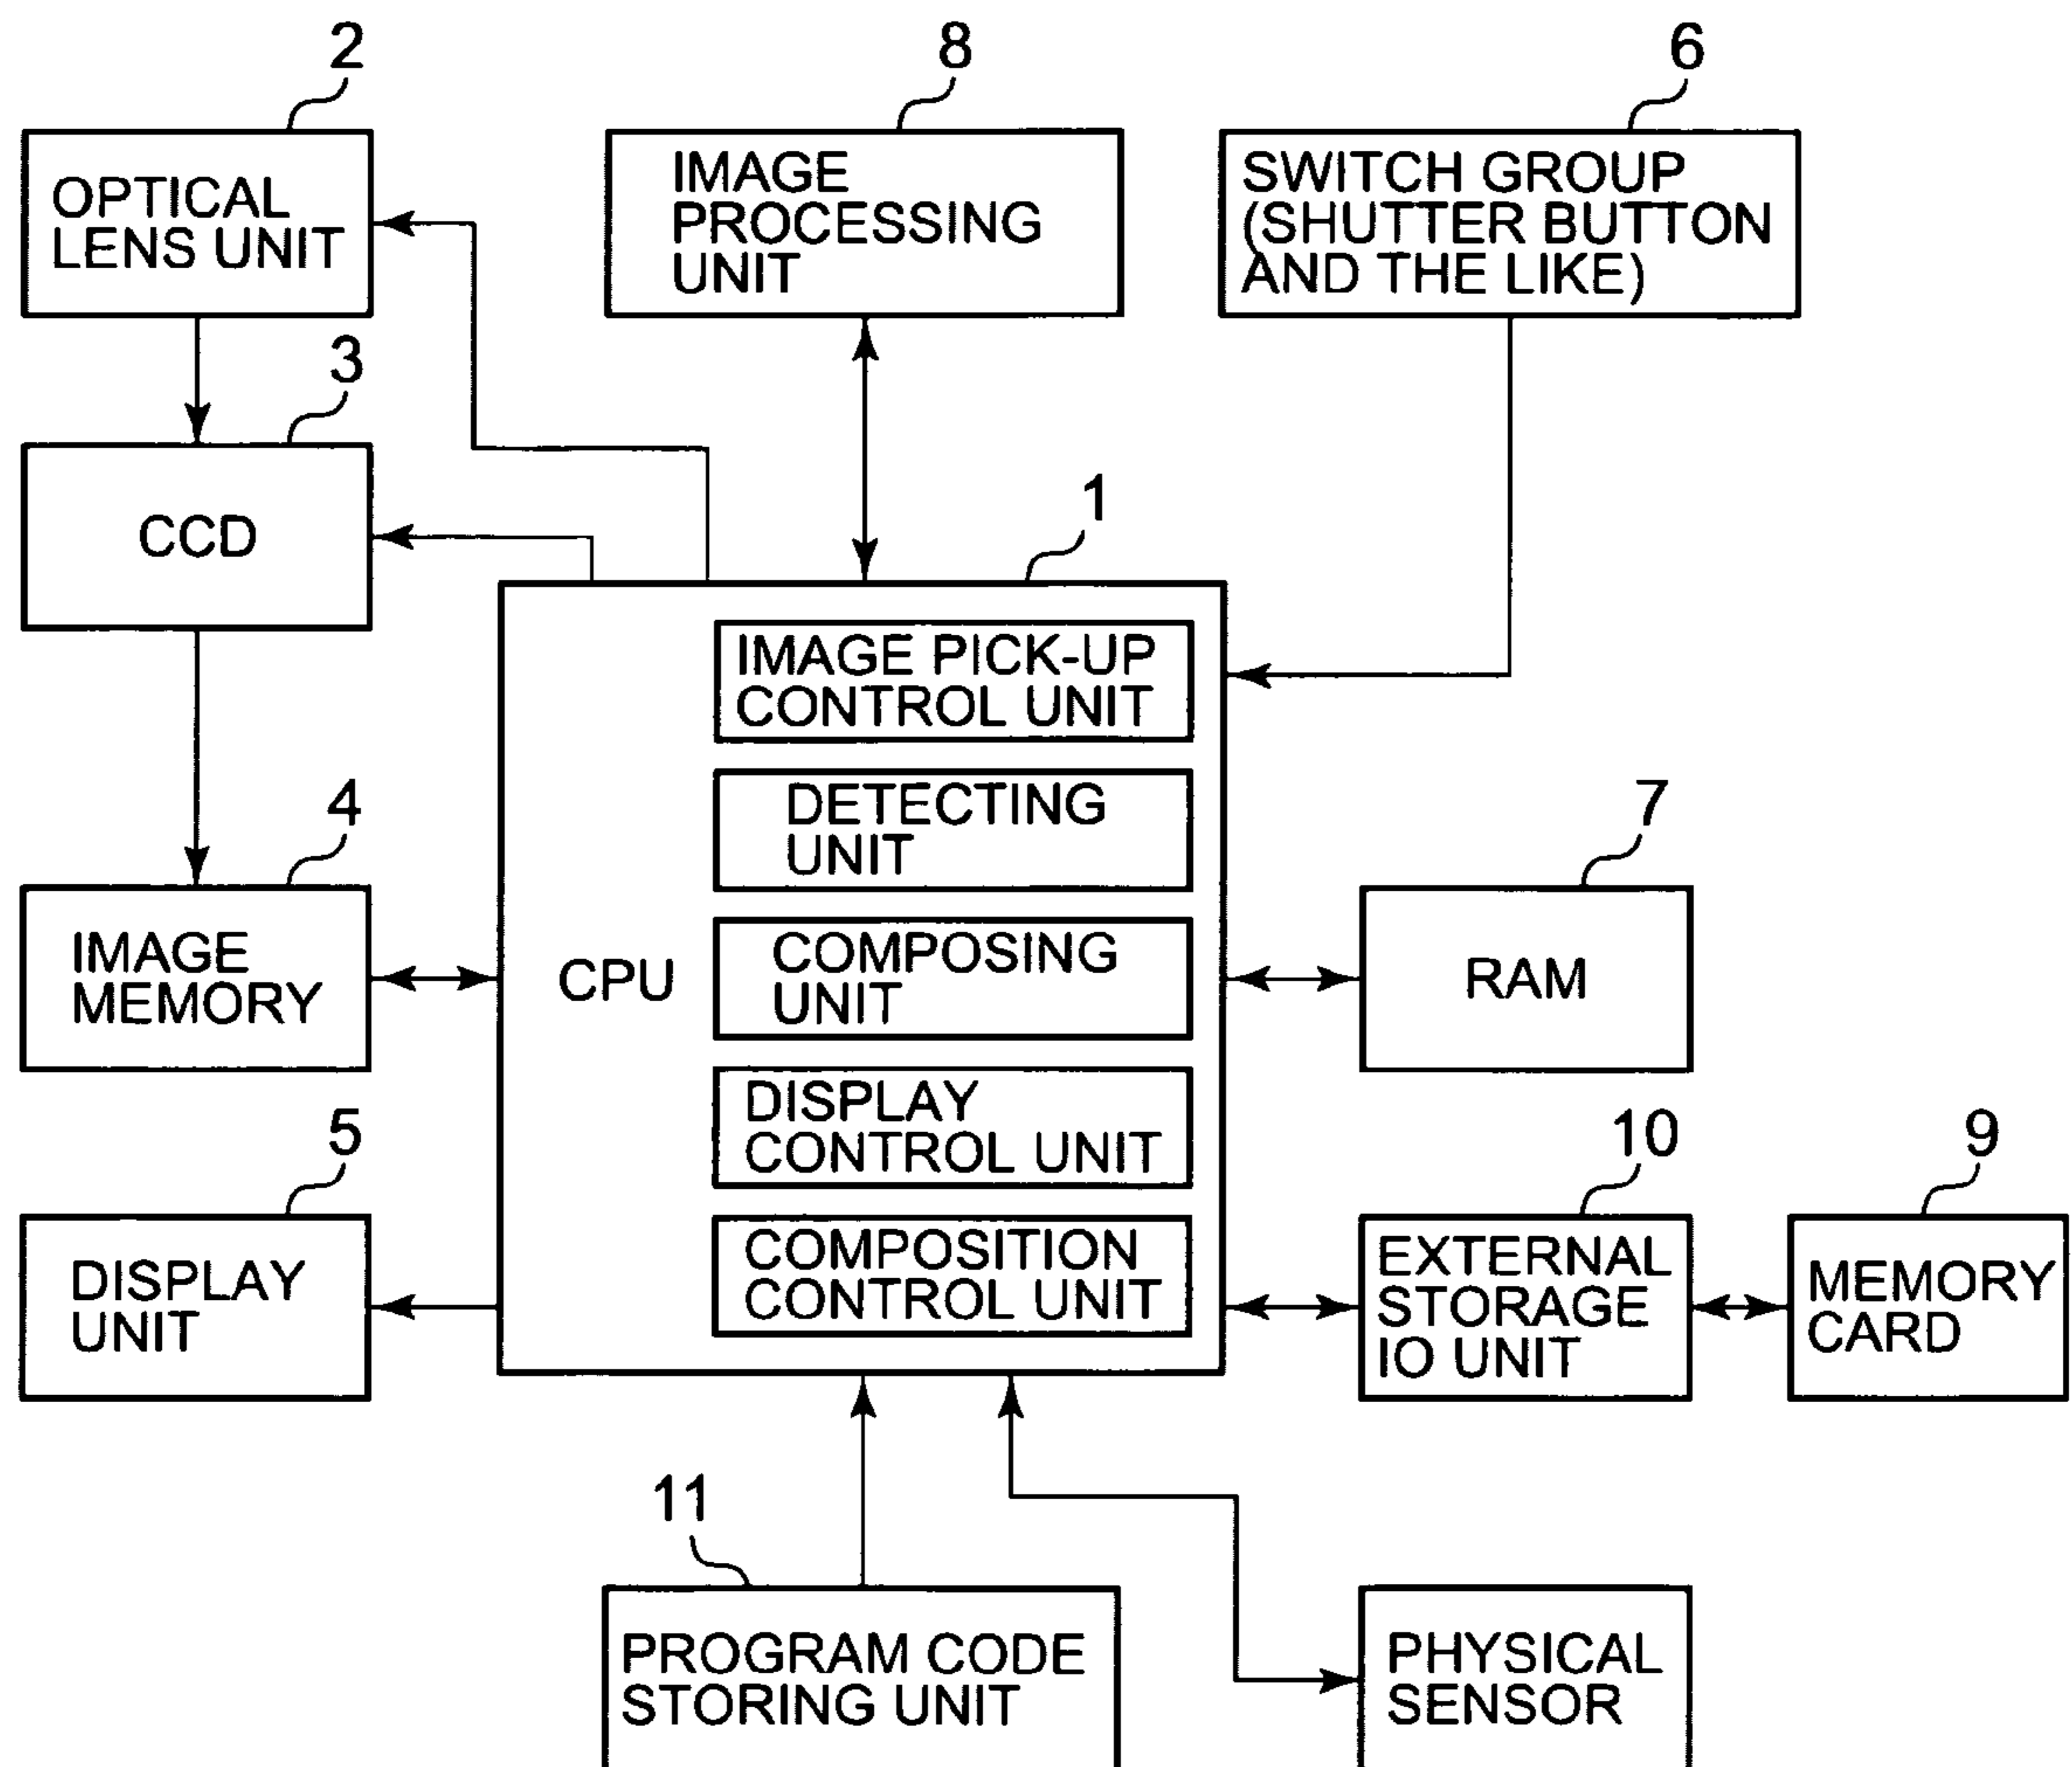 2
8
6
OPTICAL
LENS UNIT
IMAGE
PROCESSING
UNIT
SWITCH GROUP
(SHUTTER BUTTON
AND THE LIKE)
3
CCD
1
IMAGE PICK-UP
CONTROL UNIT
DETECTING
UNIT
4
7
IMAGE
MEMORY
CPU
COMPOSING
UNIT
RAM
DISPLAY
CONTROL UNIT
5
10
9
DISPLAY
UNIT
COMPOSITION
CONTROL UNIT
EXTERNAL
STORAGE
IO UNIT
MEMORY
CARD
11
PROGRAM CODE
STORING UNIT
PHYSICAL
SENSOR